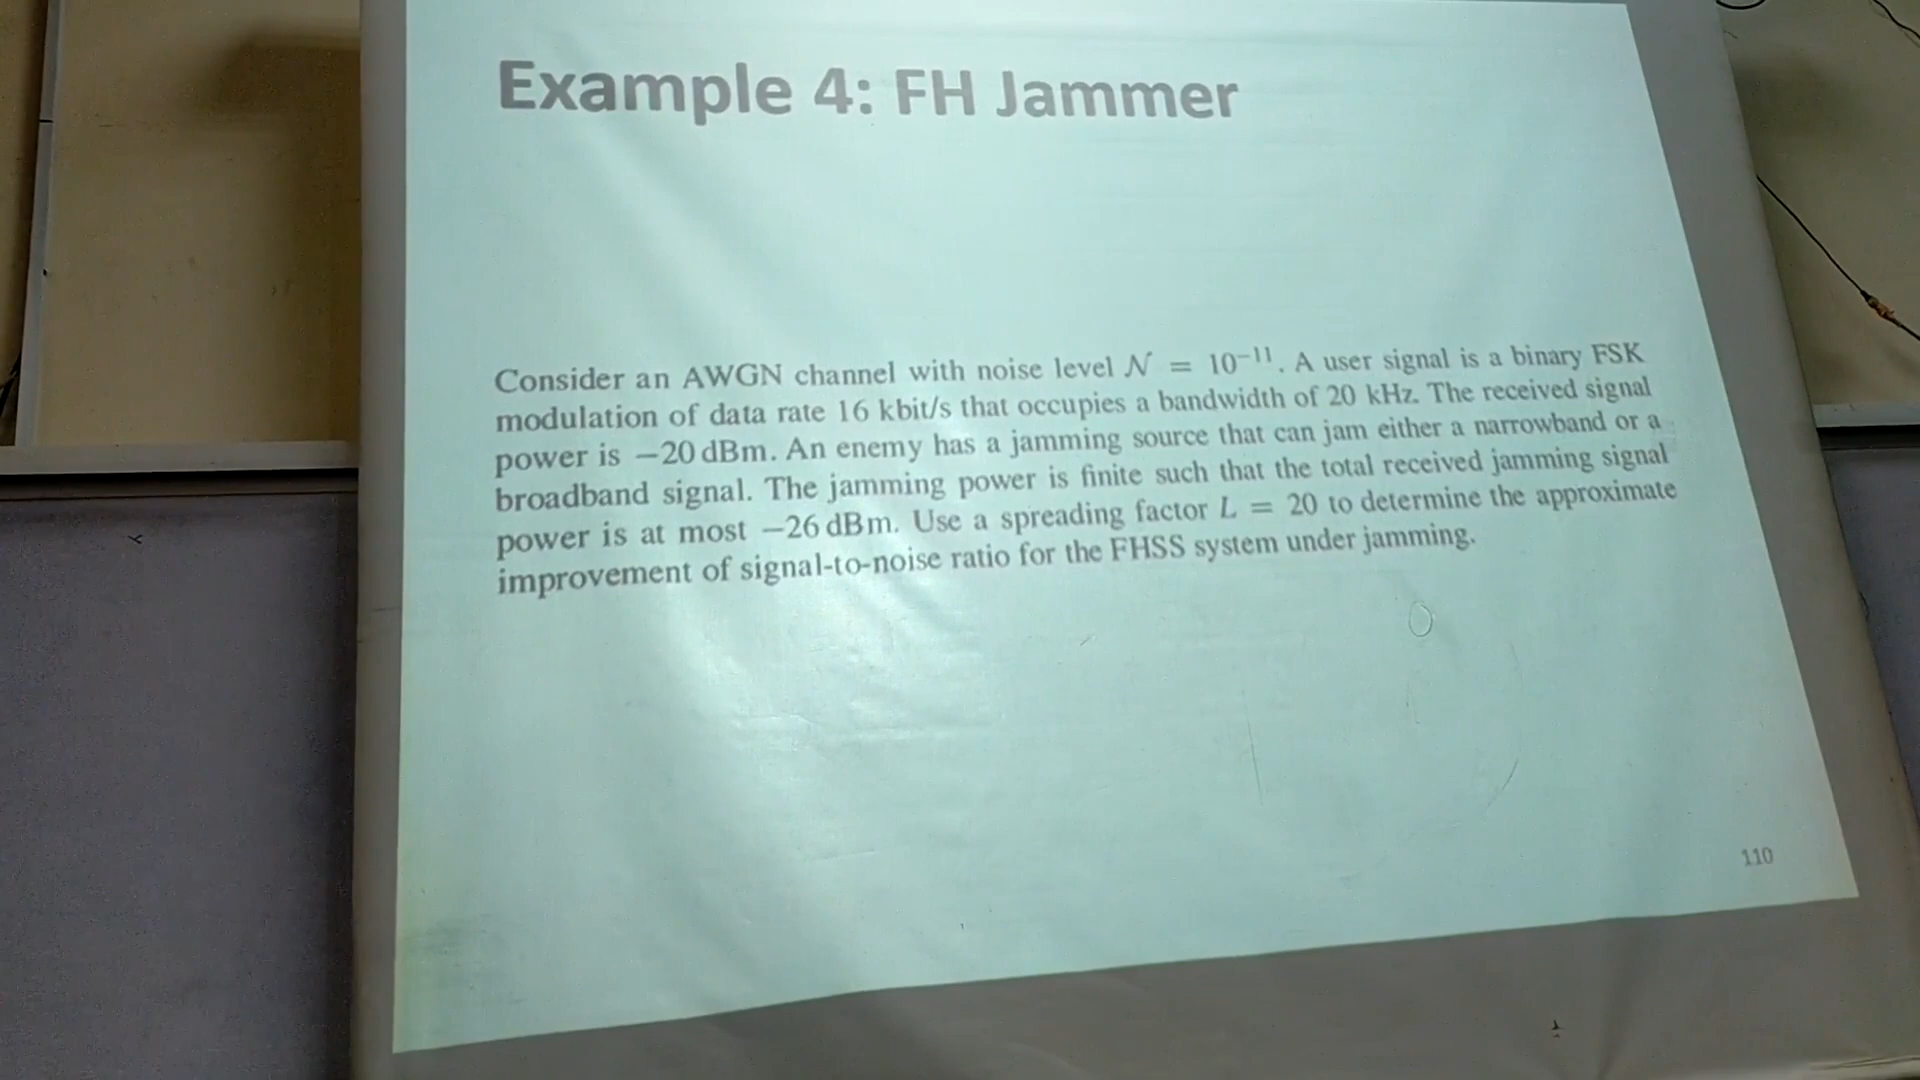 Example 4: FH Jammer
Consider an AWGN channel with noise level 𝒩 = 10⁻¹¹. A user signal is a binary FSK
modulation of data rate 16 kbit/s that occupies a bandwidth of 20 kHz. The received signal
power is −20 dBm. An enemy has a jamming source that can jam either a narrowband or a
broadband signal. The jamming power is finite such that the total received jamming signal
power is at most −26 dBm. Use a spreading factor L = 20 to determine the approximate
improvement of signal-to-noise ratio for the FHSS system under jamming.
110